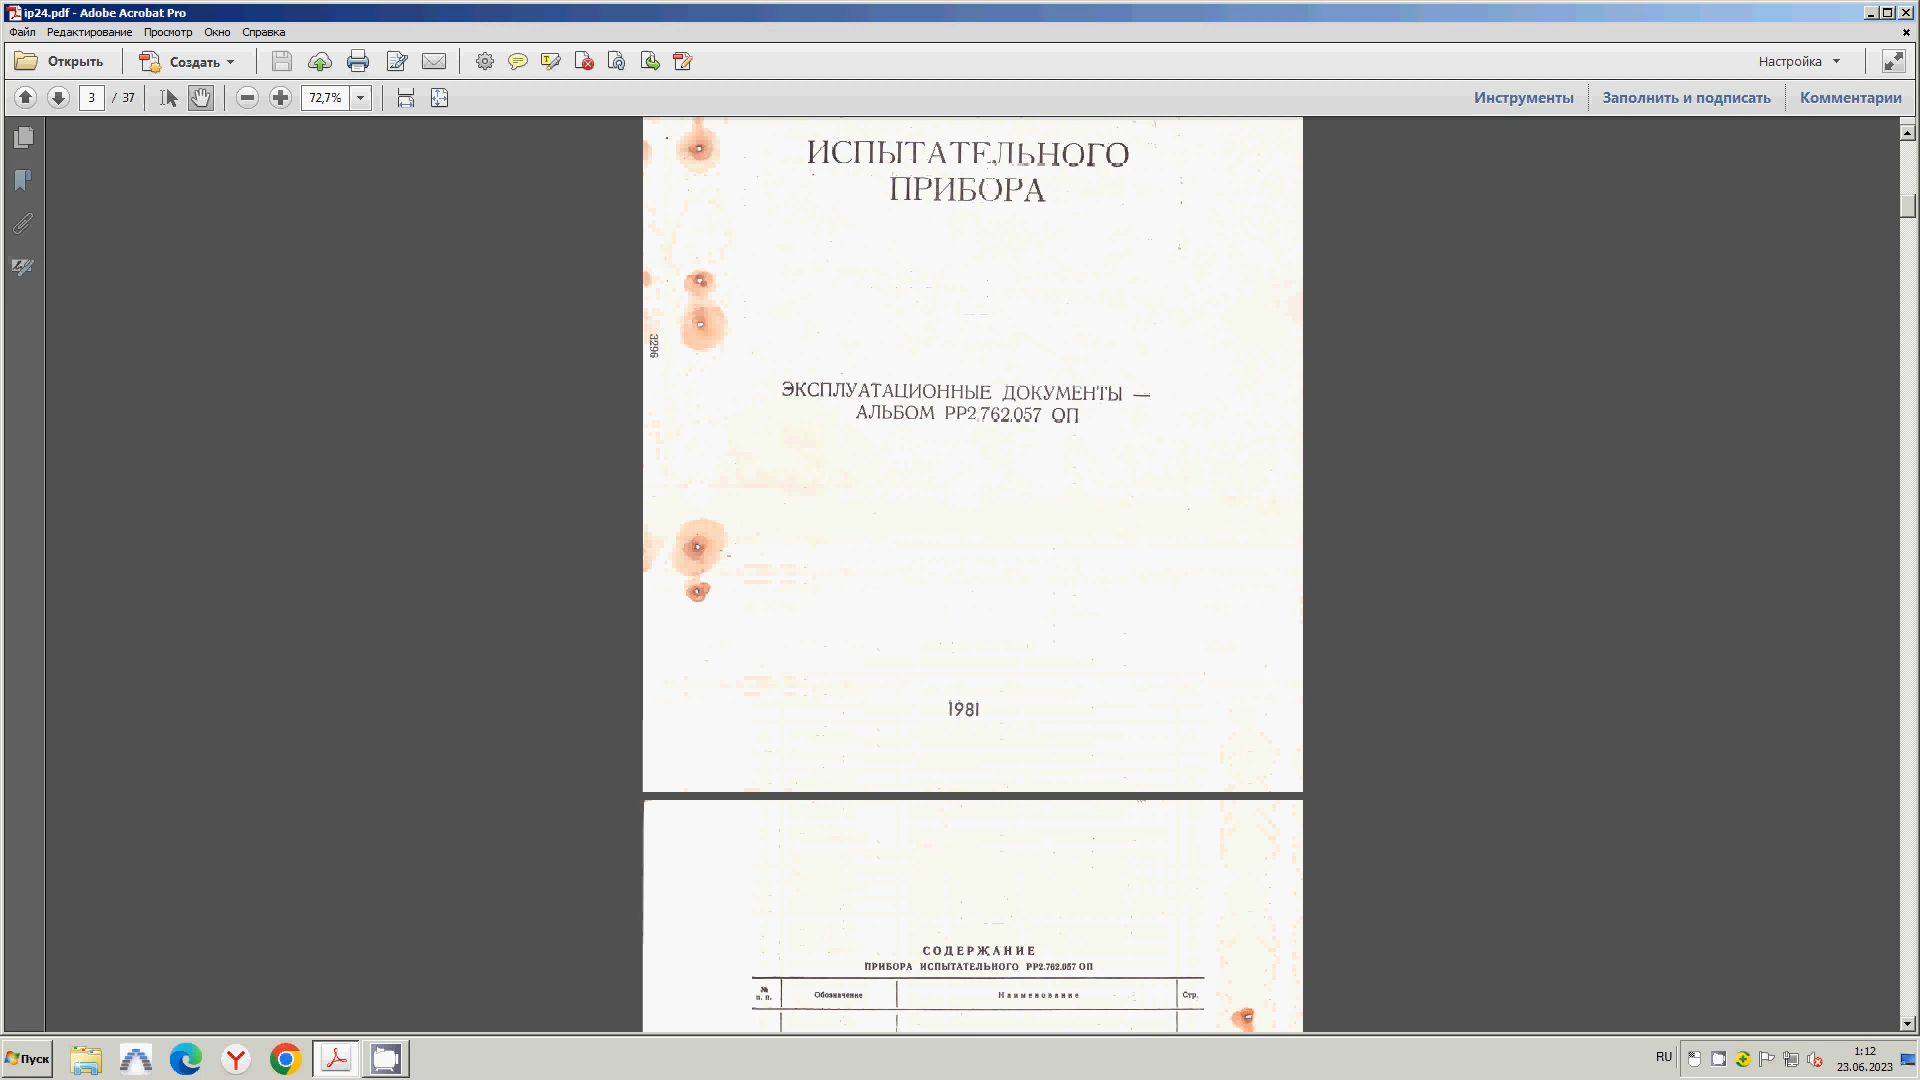 ip24.pdf - Adobe Acrobat Pro
Файл Редактирование Просмотр Окно Справка
Открыть Создать Настройка
3 / 37 72,7% Инструменты Заполнить и подписать Комментарии
ИСПЫТАТЕЛЬНОГО
ПРИБОРА
3296
ЭКСПЛУАТАЦИОННЫЕ ДОКУМЕНТЫ —
АЛЬБОМ РР2.762.057 ОП
1981
СОДЕРЖАНИЕ
ПРИБОРА ИСПЫТАТЕЛЬНОГО РР2.762.057 ОП
№ п. п. Обозначение Наименование Стр.
Пуск RU 1:12
23.06.2023